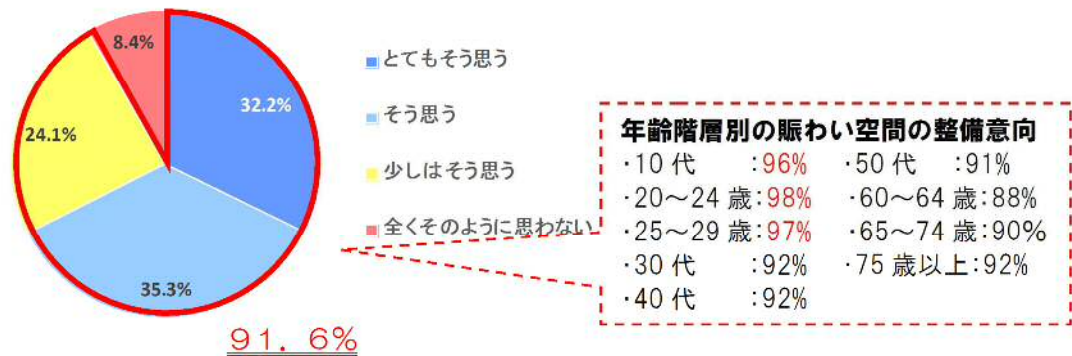 8.4%
32.2%
24.1%
35.3%
91.6%
とてもそう思う
そう思う
少しはそう思う
全くそのように思わない
年齢階層別の賑わい空間の整備意向
・10代 :96% ・50代 :91%
・20～24歳:98% ・60～64歳:88%
・25～29歳:97% ・65～74歳:90%
・30代 :92% ・75歳以上:92%
・40代 :92%